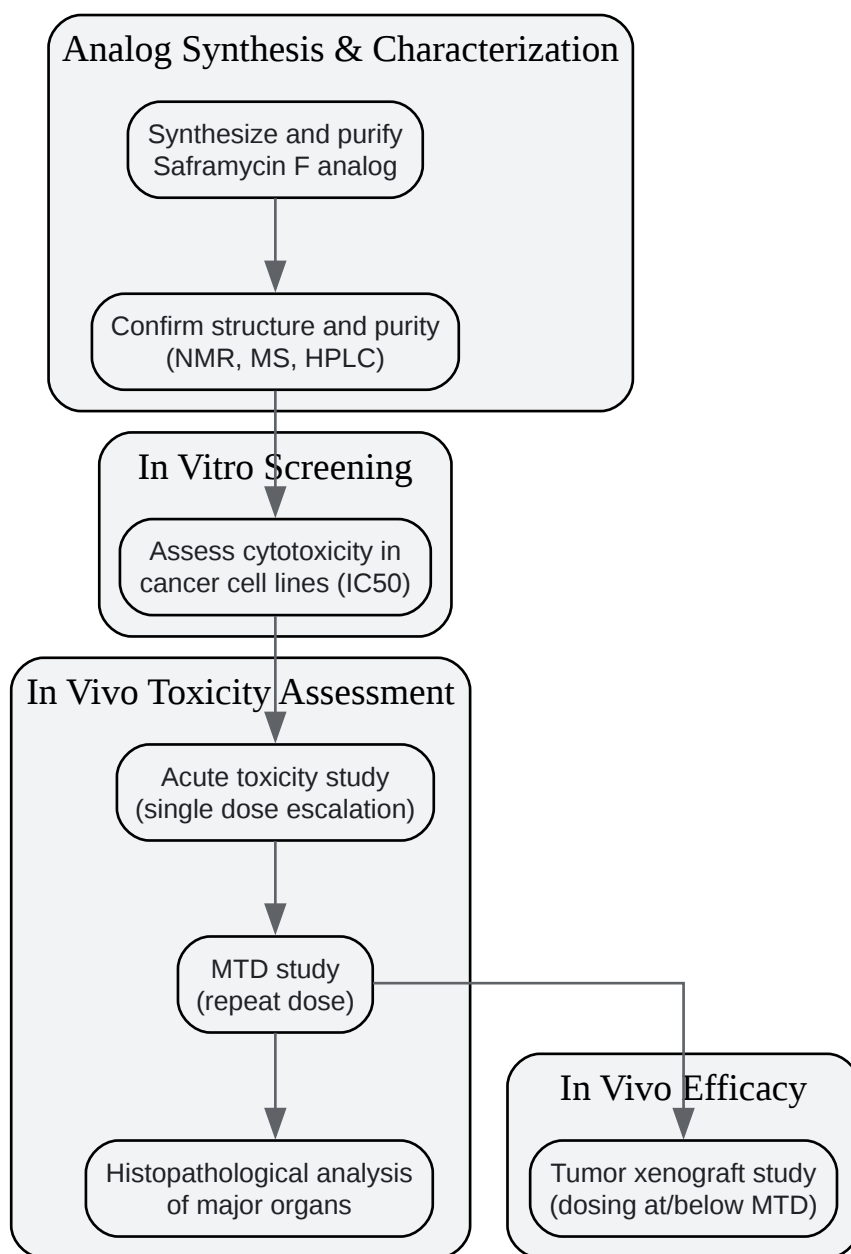 Analog Synthesis & Characterization
Synthesize and purify
Saframycin F analog
Confirm structure and purity
(NMR, MS, HPLC)
In Vitro Screening
Assess cytotoxicity in
cancer cell lines (IC50)
In Vivo Toxicity Assessment
Acute toxicity study
(single dose escalation)
MTD study
(repeat dose)
Histopathological analysis
of major organs
In Vivo Efficacy
Tumor xenograft study
(dosing at/below MTD)